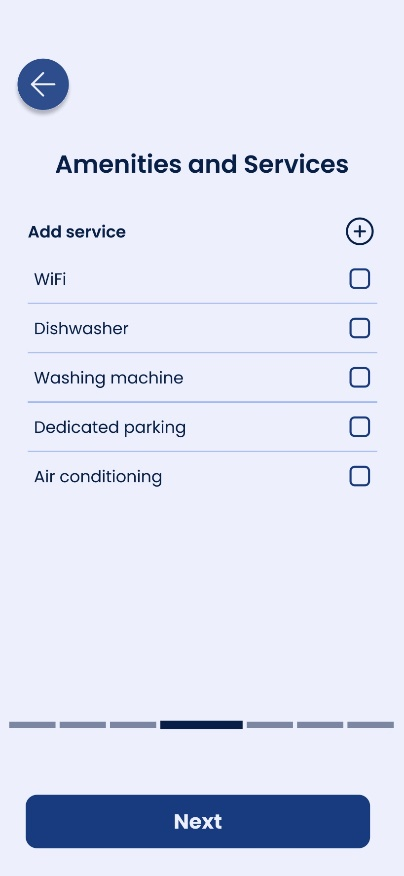 Amenities and Services
Add service
WiFi
Dishwasher
Washing machine
Dedicated parking
Air conditioning
Next